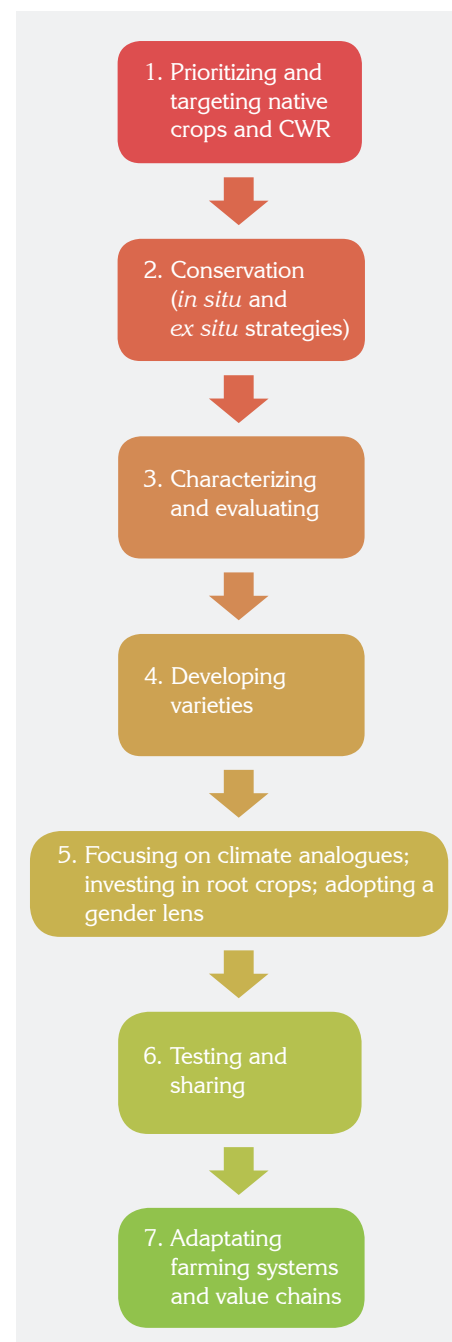 1. Prioritizing and
targeting native
crops and CWR
2. Conservation
(in situ and
ex situ strategies)
3. Characterizing
and evaluating
4. Developing
varieties
5. Focusing on climate analogues;
investing in root crops; adopting a
gender lens
6. Testing and
sharing
7. Adaptating
farming systems
and value chains